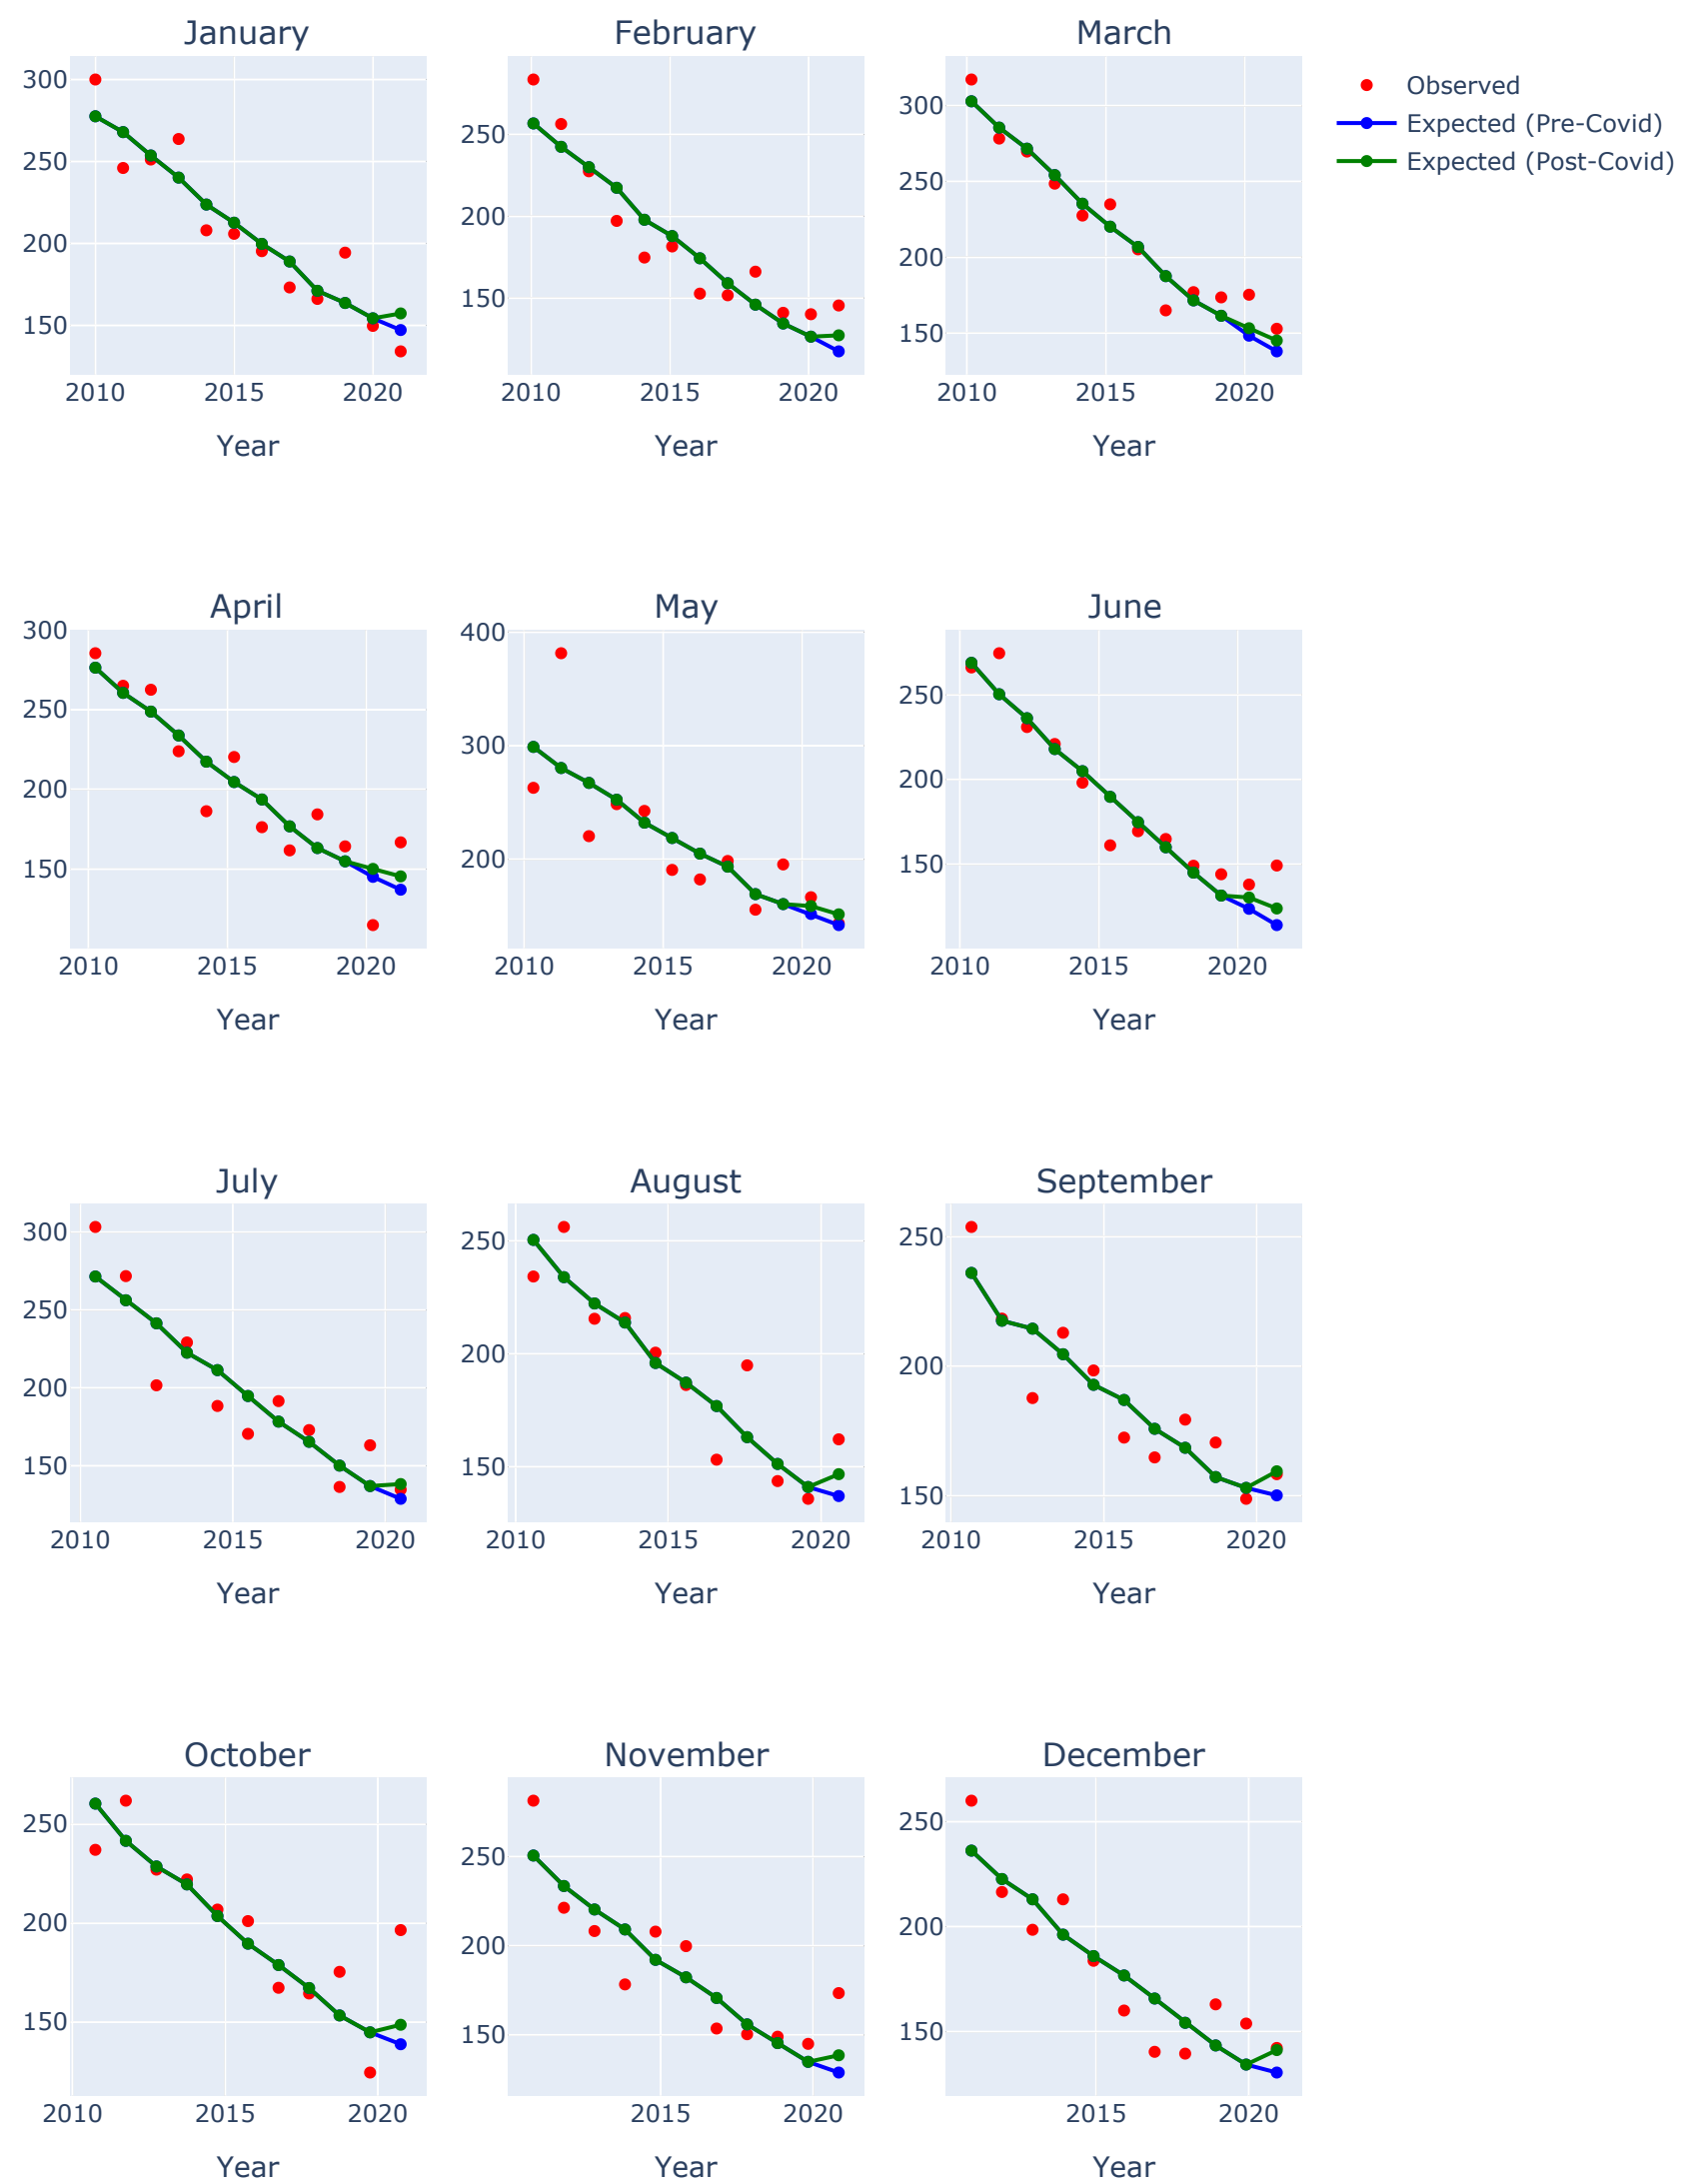 January February March
300 250 200 150
250 200 150
300 250 200 150
Observed
Expected (Pre-Covid)
Expected (Post-Covid)
2010 2015 2020 2010 2015 2020 2010 2015 2020
Year Year Year
April May June
300 250 200 150
400 300 200
250 200 150
2010 2015 2020 2010 2015 2020 2010 2015 2020
Year Year Year
July August September
300 250 200 150
250 200 150
250 200 150
2010 2015 2020 2010 2015 2020 2010 2015 2020
Year Year Year
October November December
250 200 150
250 200 150
250 200 150
2010 2015 2020 2015 2020 2015 2020
Year Year Year